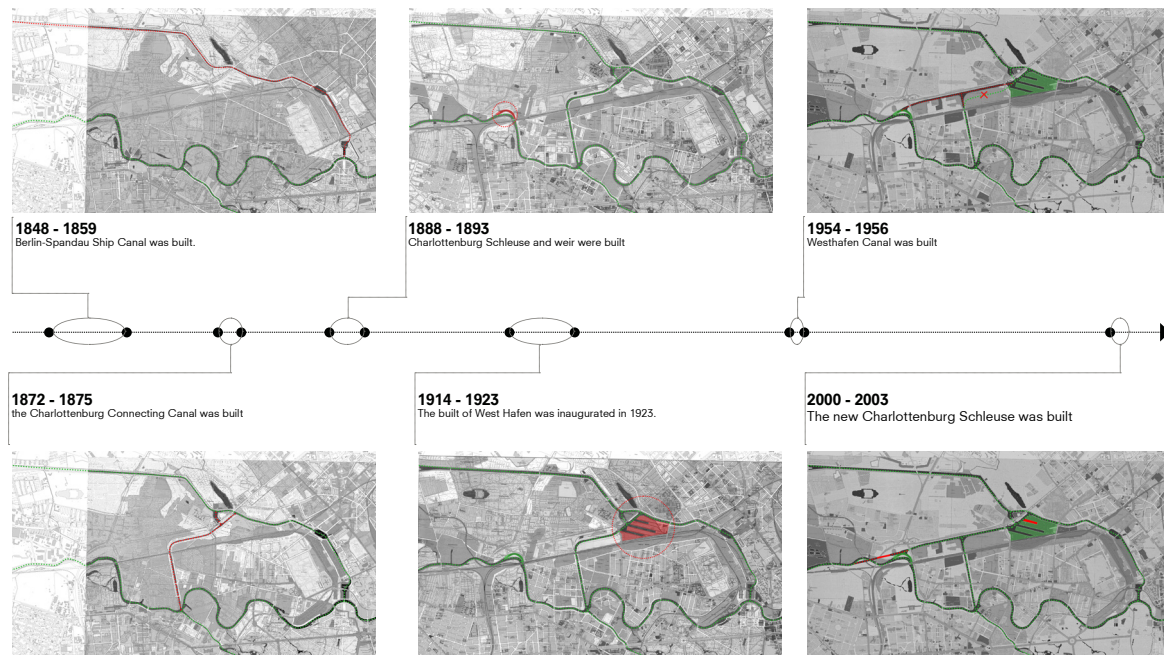 1848 - 1859
Berlin-Spandau Ship Canal was built.
1888 - 1893
Charlottenburg Schleuse and weir were built
1954 - 1956
Westhafen Canal was built
1872 - 1875
the Charlottenburg Connecting Canal was built
1914 - 1923
The built of West Hafen was inaugurated in 1923.
2000 - 2003
The new Charlottenburg Schleuse was built